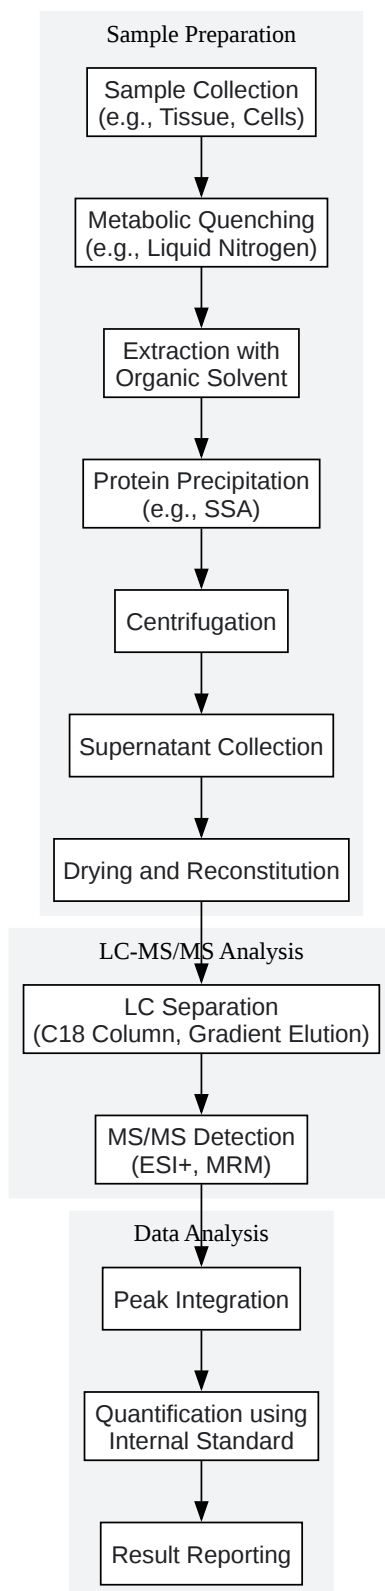 Sample Preparation
Sample Collection
(e.g., Tissue, Cells)
Metabolic Quenching
(e.g., Liquid Nitrogen)
Extraction with
Organic Solvent
Protein Precipitation
(e.g., SSA)
Centrifugation
Supernatant Collection
Drying and Reconstitution
LC-MS/MS Analysis
LC Separation
(C18 Column, Gradient Elution)
MS/MS Detection
(ESI+, MRM)
Data Analysis
Peak Integration
Quantification using
Internal Standard
Result Reporting